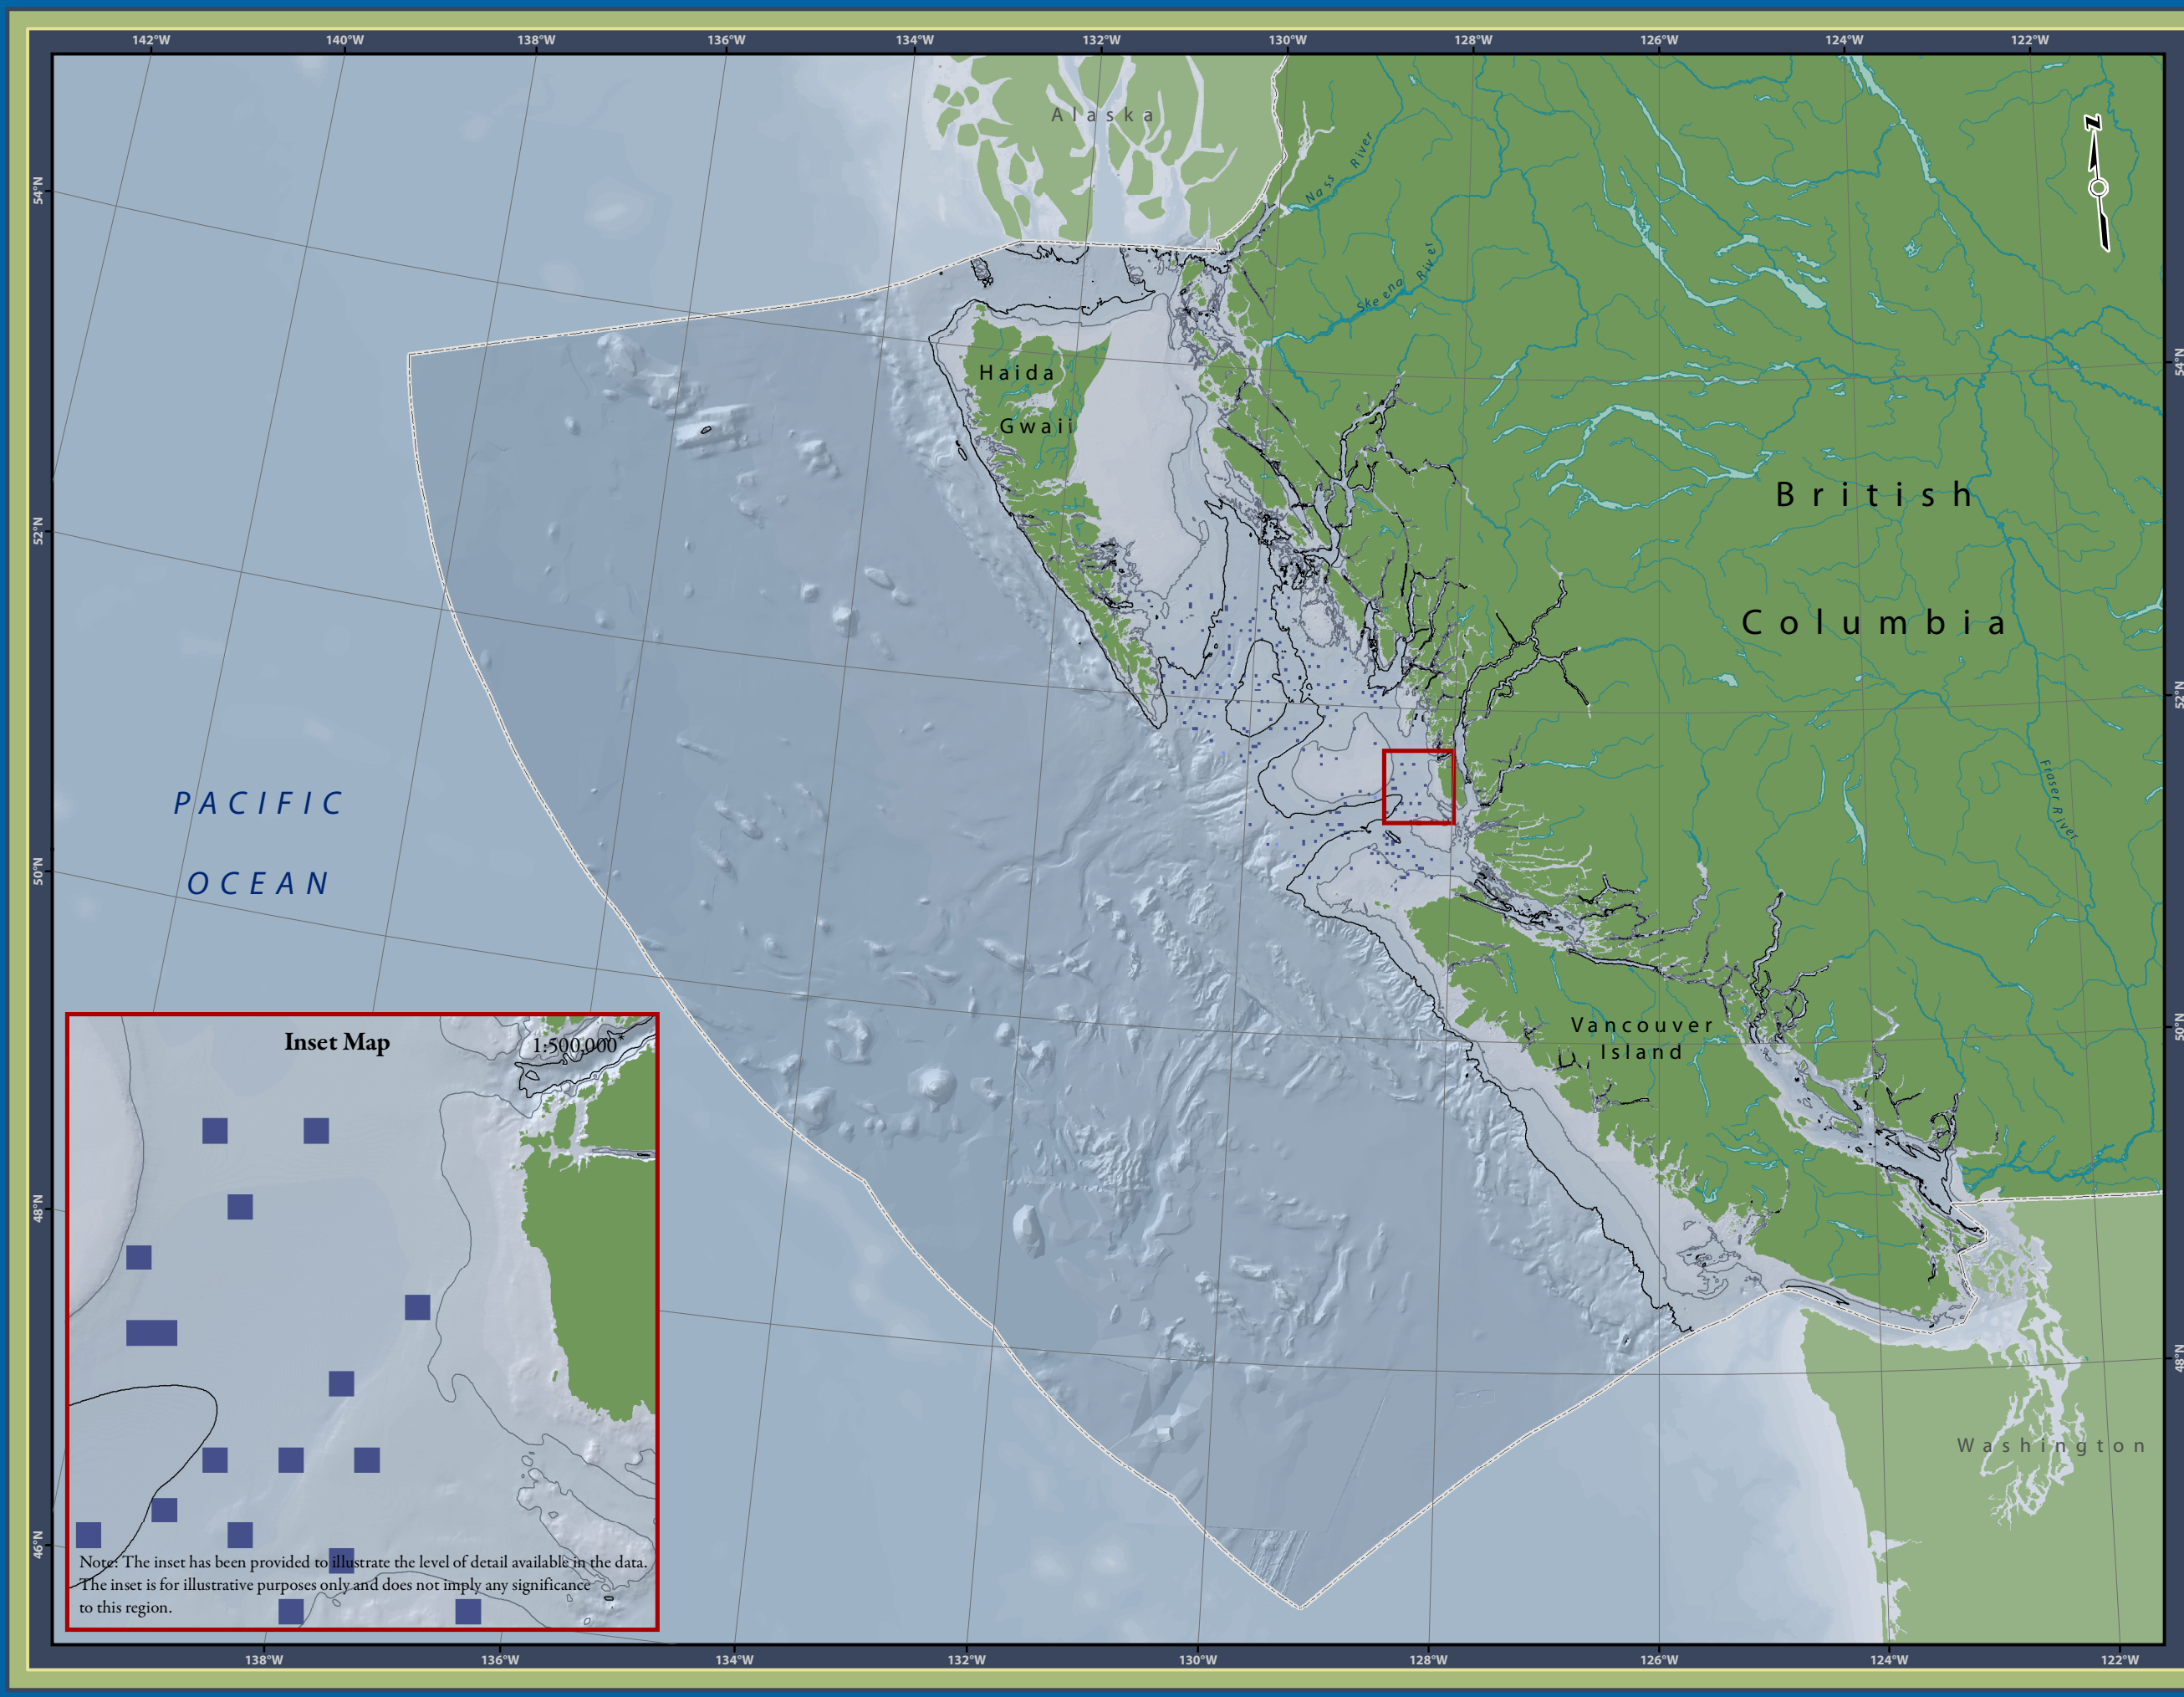 142°W 140°W 138°W 136°W 134°W 132°W 130°W 128°W 126°W 124°W 122°W
Alaska
Nass River
54°N
Skeena River
54°N
Haida
Gwaii
British
52°N
Columbia
52°N
Fraser River
PACIFIC
OCEAN
50°N
Vancouver
Island
50°N
Inset Map
1:500,000*
48°N
48°N
Washington
46°N
Note: The inset has been provided to illustrate the level of detail available in the data.
The inset is for illustrative purposes only and does not imply any significance
to this region.
138°W 136°W 134°W 132°W 130°W 128°W 126°W 124°W 122°W
N